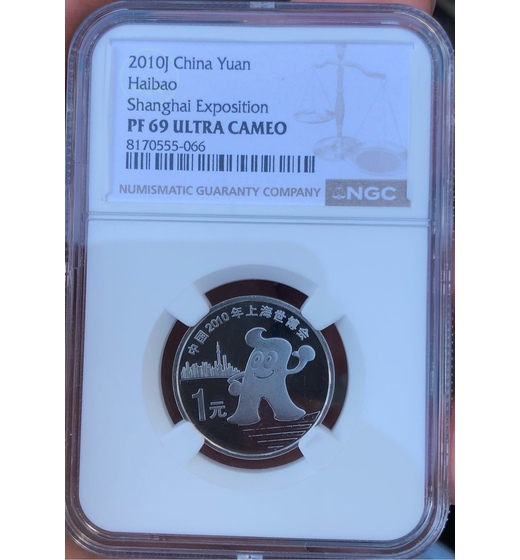 2010J China Yuan
Haibao
Shanghai Exposition
PF 69 ULTRA CAMEO
8170555-066
NUMISMATIC GUARANTY COMPANY NGC
中国2010年上海世博会
1元